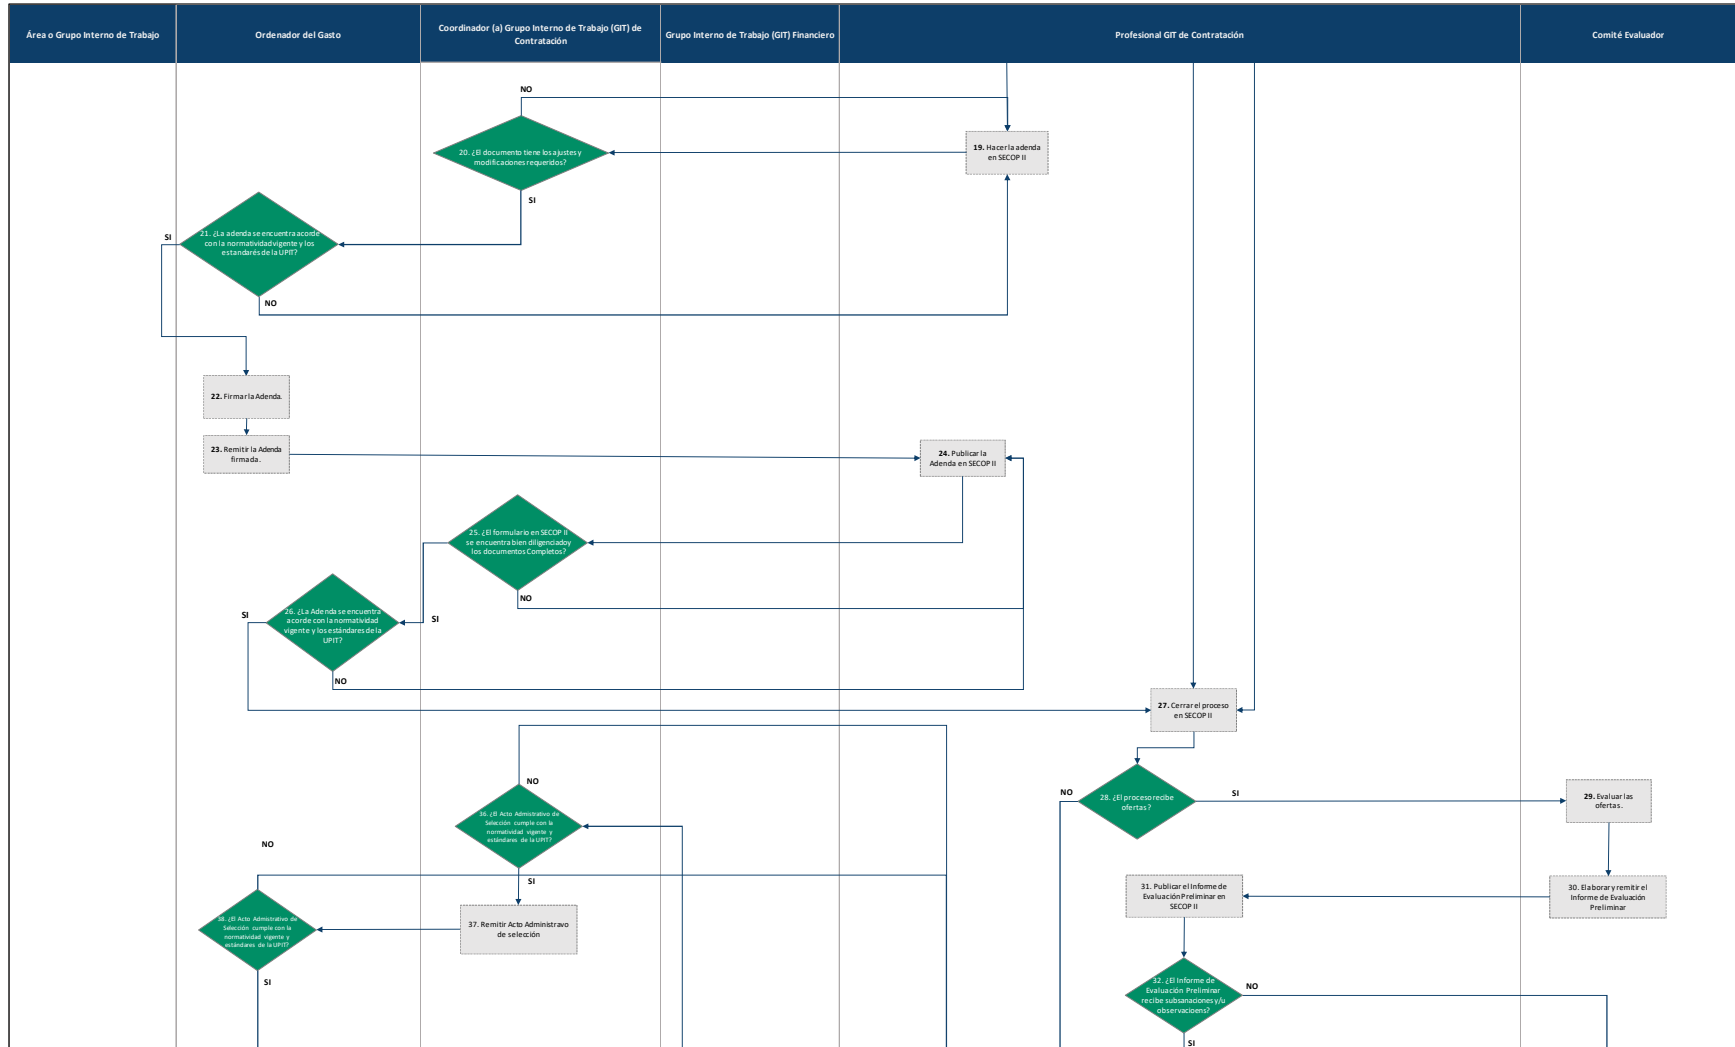 Área o Grupo Interno de Trabajo
Ordenador del Gasto
Coordinador (a) Grupo Interno de Trabajo (GIT) de
Contratación
Grupo Interno de Trabajo (GIT) Financiero
Profesional GIT de Contratación
Comité Evaluador
NO
20. ¿El documento tiene los ajustes y
modificaciones requeridos?
19. Hacer la adenda
en SECOP II
SI
SI
21. ¿La adenda se encuentra acorde
con la normatividad vigente y los
estandarés de la UPIT?
NO
22. Firmar la Adenda.
23. Remitir la Adenda
firmada.
24. Publicar la
Adenda en SECOP II
25. ¿El formulario en SECOP II
se encuentra bien diligenciado y
los documentos Completos?
NO
SI
SI
26. ¿La Adenda se encuentra
acorde con la normatividad
vigente y los estándares de la
UPIT?
NO
27. Cerrar el proceso
en SECOP II
NO
NO
28. ¿El proceso recibe
ofertas?
SI
29. Evaluar las
ofertas.
36. ¿El Acto Admistrativo de
Selección cumple con la
normatividad vigente y
estándares de la UPIT?
NO
SI
31. Publicar el Informe de
Evaluación Preliminar en
SECOP II
30. Elaborar y remitir el
Informe de Evaluación
Preliminar
38. ¿El Acto Admistrativo de
Selección cumple con la
normatividad vigente y
estándares de la UPIT?
37. Remitir Acto Administravo
de selección
SI
32. ¿El Informe de
Evaluación Preliminar
recibe subsanaciones y/u
observacioens?
NO
SI